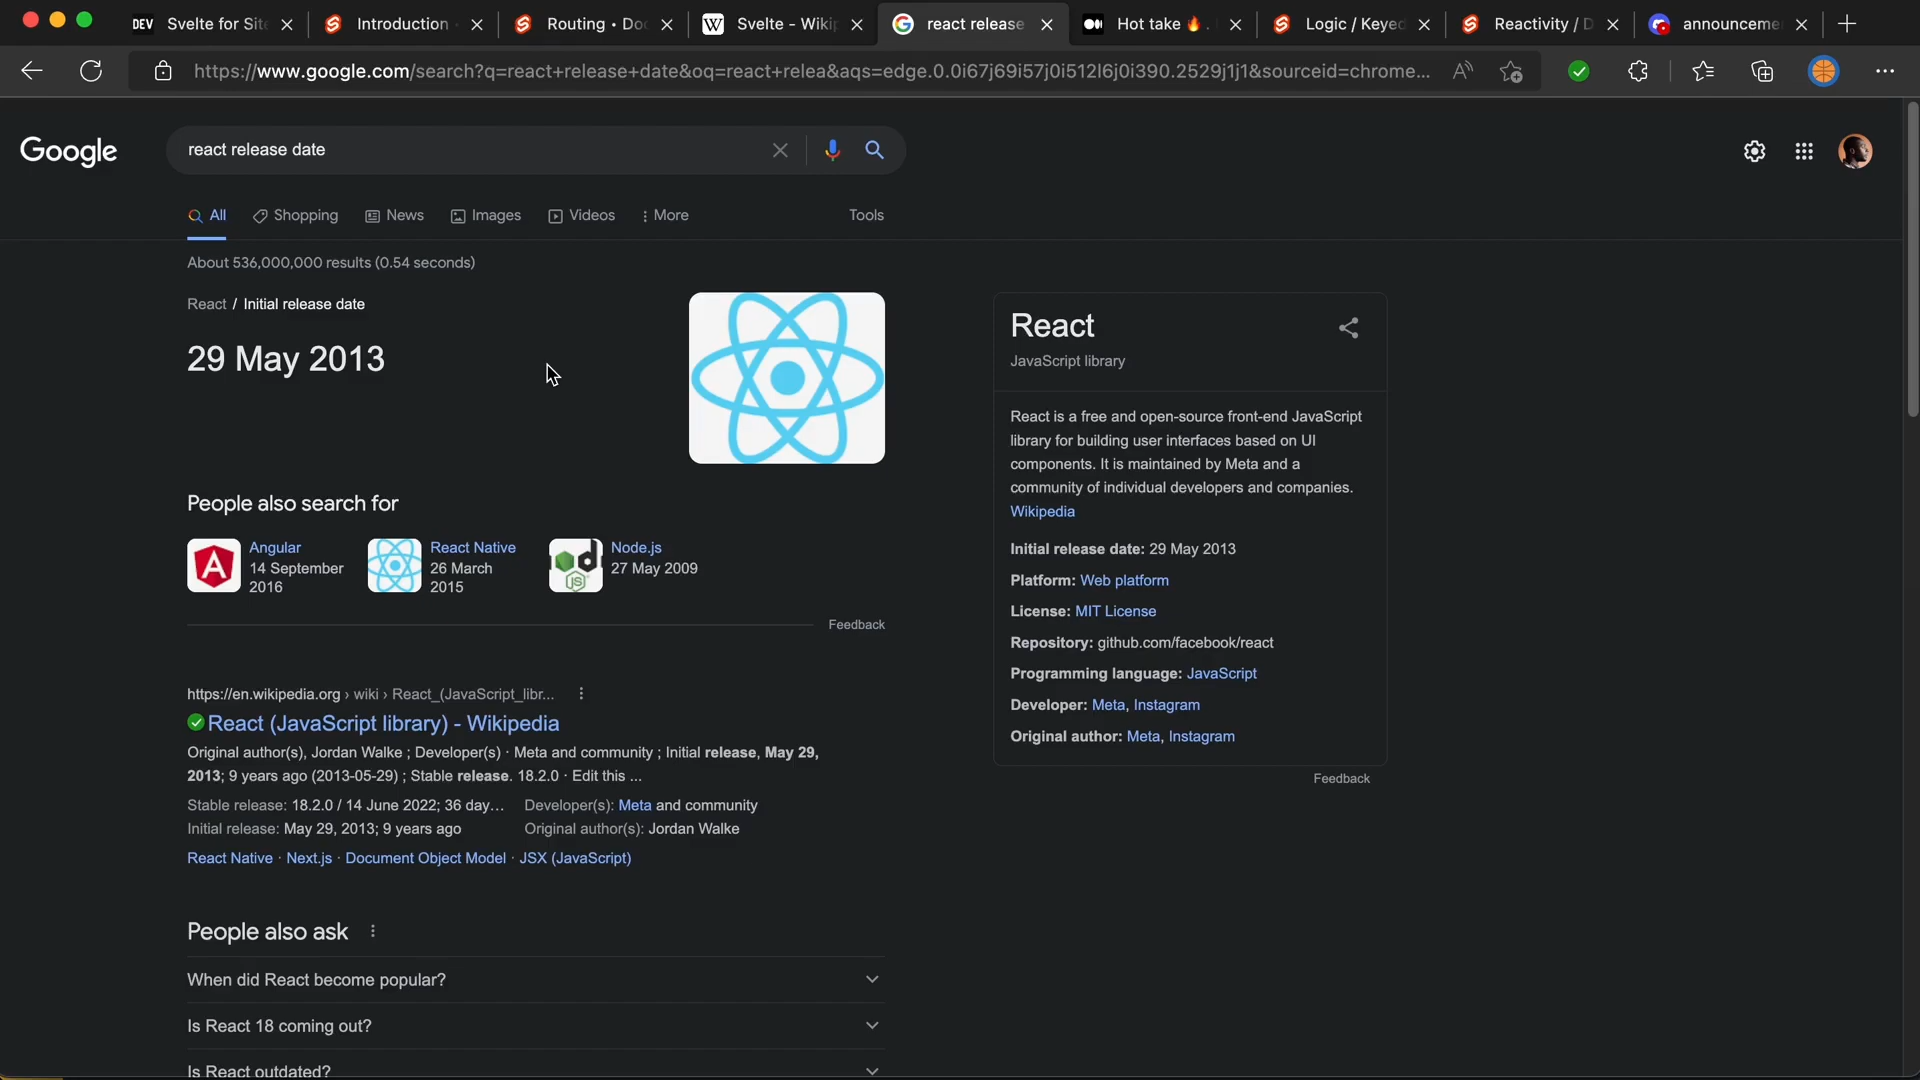 DEV Svelte for Site
Introduction
Routing • Doc
W Svelte - Wikip
react release
Hot take 🔥
Logic / Keyed
Reactivity / D
announceme
https://www.google.com/search?q=react+release+date&oq=react+relea&aqs=edge.0.0i67j69i57j0i512l6j0i390.2529j1j1&sourceid=chrome...
Google
react release date
All
Shopping
News
Images
Videos
More
Tools
About 536,000,000 results (0.54 seconds)
React / Initial release date
29 May 2013
People also search for
Angular
14 September
2016
React Native
26 March
2015
Node.js
27 May 2009
Feedback
https://en.wikipedia.org › wiki › React_(JavaScript_libr...
React (JavaScript library) - Wikipedia
Original author(s), Jordan Walke ; Developer(s) · Meta and community ; Initial release, May 29,
2013; 9 years ago (2013-05-29) ; Stable release. 18.2.0 · Edit this ...
Stable release: 18.2.0 / 14 June 2022; 36 day...
Developer(s): Meta and community
Initial release: May 29, 2013; 9 years ago
Original author(s): Jordan Walke
React Native · Next.js · Document Object Model · JSX (JavaScript)
People also ask
When did React become popular?
Is React 18 coming out?
Is React outdated?
React
JavaScript library
React is a free and open-source front-end JavaScript
library for building user interfaces based on UI
components. It is maintained by Meta and a
community of individual developers and companies.
Wikipedia
Initial release date: 29 May 2013
Platform: Web platform
License: MIT License
Repository: github.com/facebook/react
Programming language: JavaScript
Developer: Meta, Instagram
Original author: Meta, Instagram
Feedback